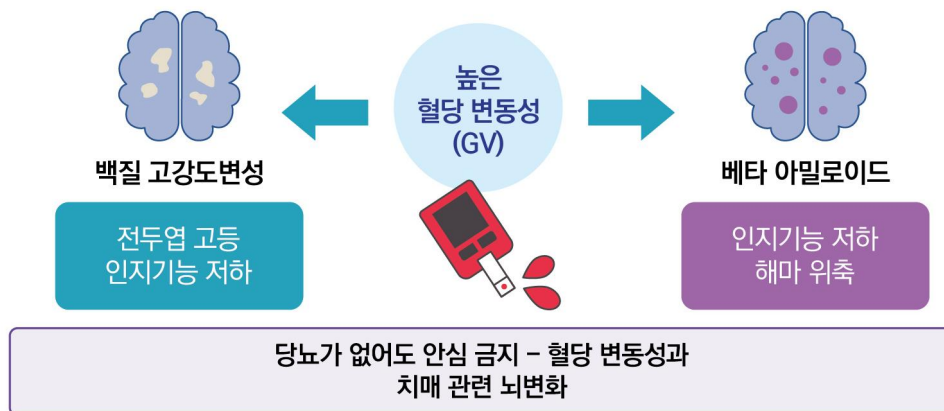 높은
혈당 변동성
(GV)
백질 고강도변성
베타 아밀로이드
전두엽 고등
인지기능 저하
인지기능 저하
해마 위축
당뇨가 없어도 안심 금지 – 혈당 변동성과
치매 관련 뇌변화